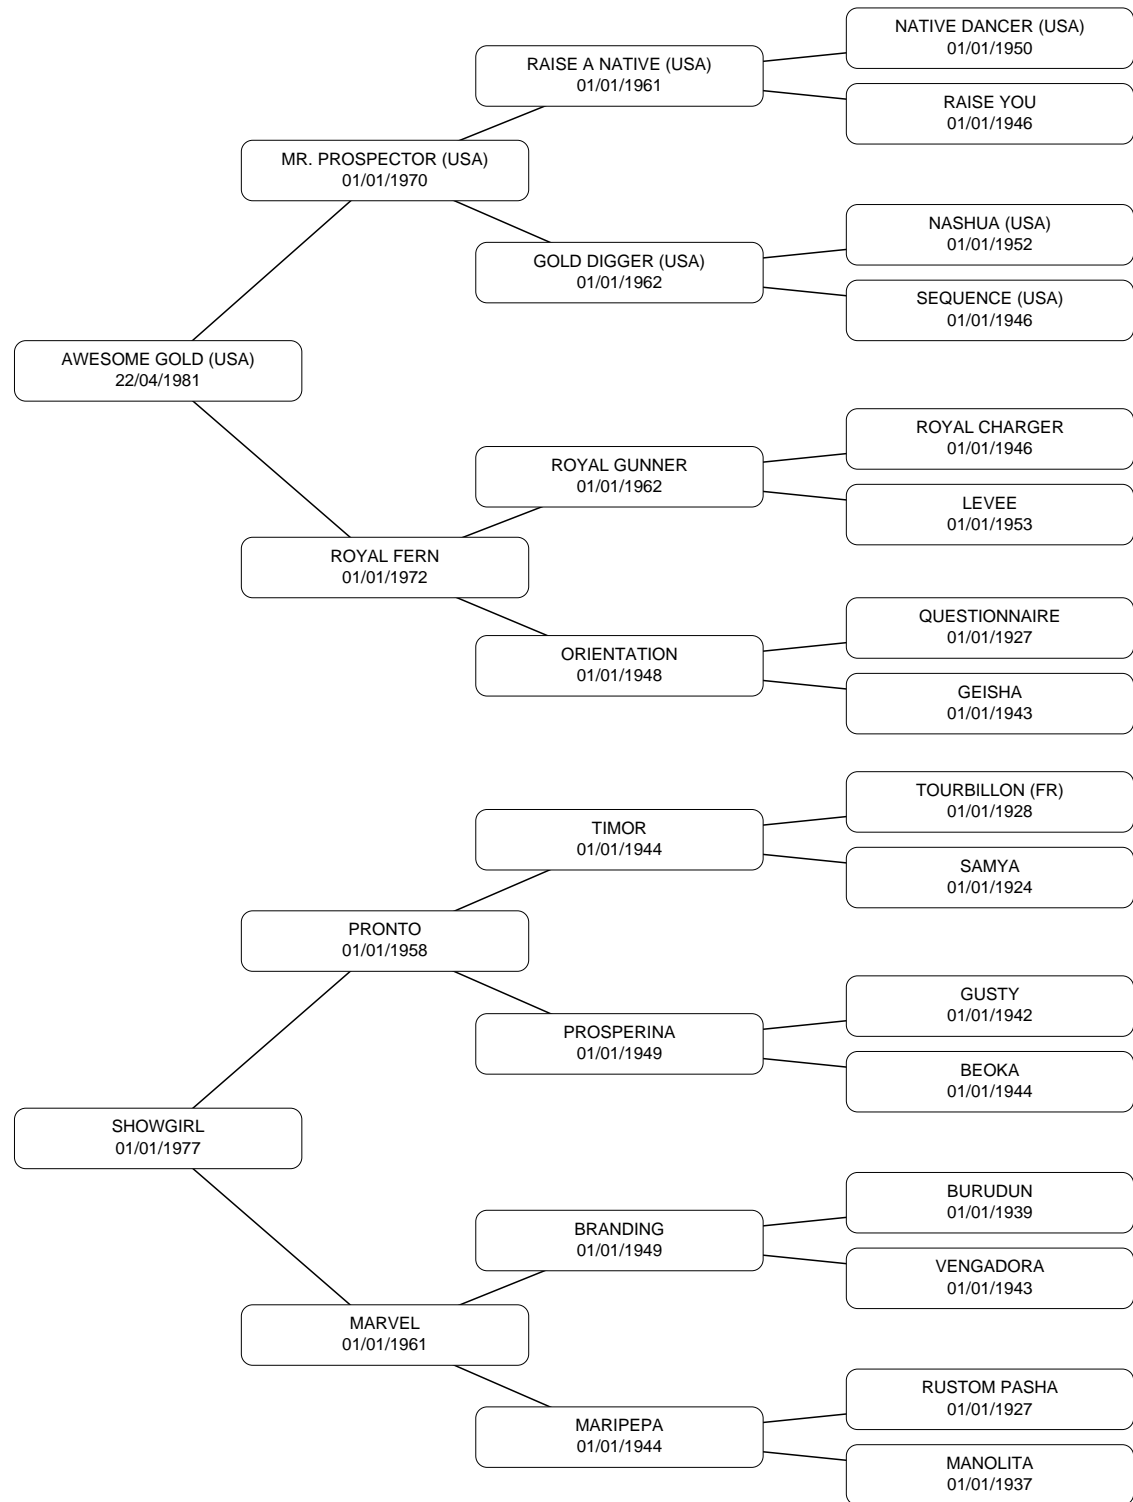 NATIVE DANCER (USA)
01/01/1950
RAISE A NATIVE (USA)
01/01/1961
RAISE YOU
01/01/1946
MR. PROSPECTOR (USA)
01/01/1970
NASHUA (USA)
01/01/1952
GOLD DIGGER (USA)
01/01/1962
SEQUENCE (USA)
01/01/1946
AWESOME GOLD (USA)
22/04/1981
ROYAL CHARGER
01/01/1946
ROYAL GUNNER
01/01/1962
LEVEE
01/01/1953
ROYAL FERN
01/01/1972
QUESTIONNAIRE
01/01/1927
ORIENTATION
01/01/1948
GEISHA
01/01/1943
TOURBILLON (FR)
01/01/1928
TIMOR
01/01/1944
SAMYA
01/01/1924
PRONTO
01/01/1958
GUSTY
01/01/1942
PROSPERINA
01/01/1949
BEOKA
01/01/1944
SHOWGIRL
01/01/1977
BURUDUN
01/01/1939
BRANDING
01/01/1949
VENGADORA
01/01/1943
MARVEL
01/01/1961
RUSTOM PASHA
01/01/1927
MARIPEPA
01/01/1944
MANOLITA
01/01/1937